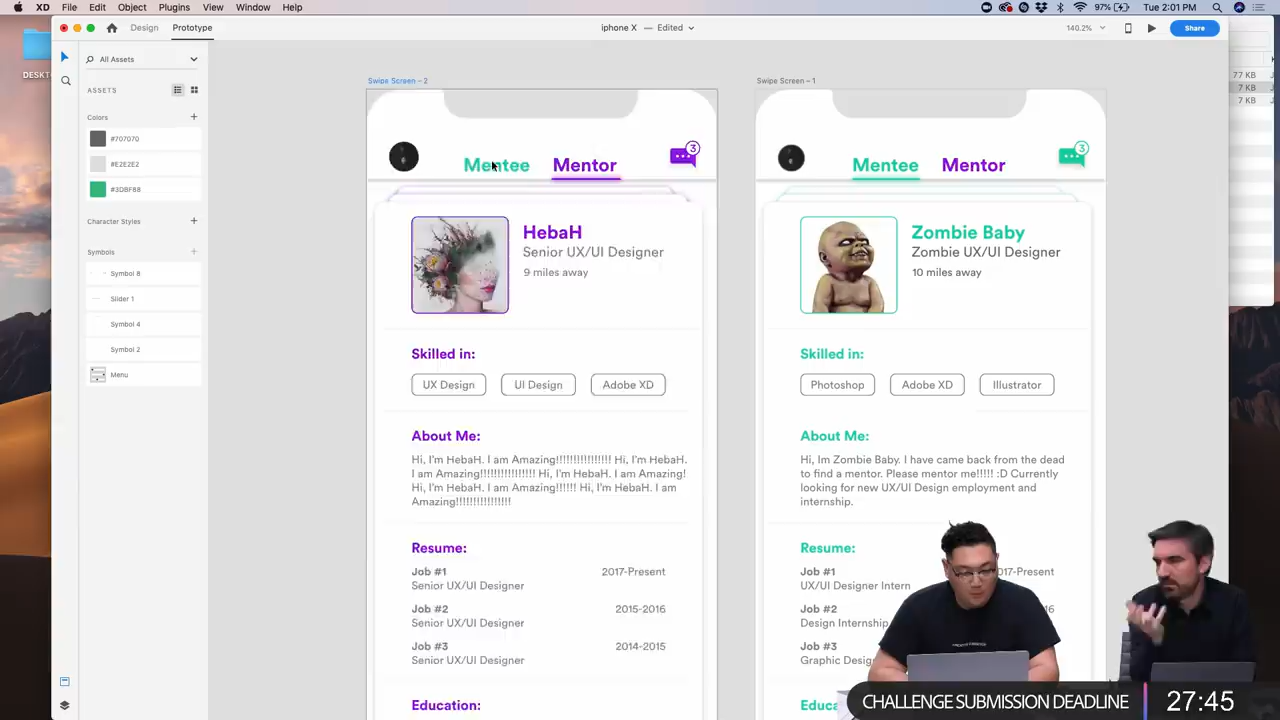 XD File Edit Object Plugins View Window Help
97% Tue 2:01 PM
Design Prototype
iphone X — Edited
140.2%
Share
DESKT
77 KB
7 KB
7 KB
All Assets
ASSETS
Colors
#707070
#E2E2E2
#3DBF88
Character Styles
Symbols
Symbol 8
Slider 1
Symbol 4
Symbol 2
Menu
Swipe Screen – 2
Mentee Mentor
3
HebaH
Senior UX/UI Designer
9 miles away
Skilled in:
UX Design UI Design Adobe XD
About Me:
Hi, I'm HebaH. I am Amazing!!!!!!!!!!!!!!! Hi, I'm HebaH.
I am Amazing!!!!!!!!!!!!!!! Hi, I'm HebaH. I am Amazing!
Hi, I'm HebaH. I am Amazing!!!!!! Hi, I'm HebaH. I am
Amazing!!!!!!!!!!!!!!!!
Resume:
Job #1 2017-Present
Senior UX/UI Designer
Job #2 2015-2016
Senior UX/UI Designer
Job #3 2014-2015
Senior UX/UI Designer
Education:
Swipe Screen – 1
Mentee Mentor
3
Zombie Baby
Zombie UX/UI Designer
10 miles away
Skilled in:
Photoshop Adobe XD Illustrator
About Me:
Hi, Im Zombie Baby. I have came back from the dead
to find a mentor. Please mentor me!!!!! :D Currently
looking for new UX/UI Design employment and
internship.
Resume:
Job #1 017-Present
UX/UI Designer Intern
Job #2 16
Design Internship
Job #3
Graphic Desig
Educa
CHALLENGE SUBMISSION DEADLINE 27:45